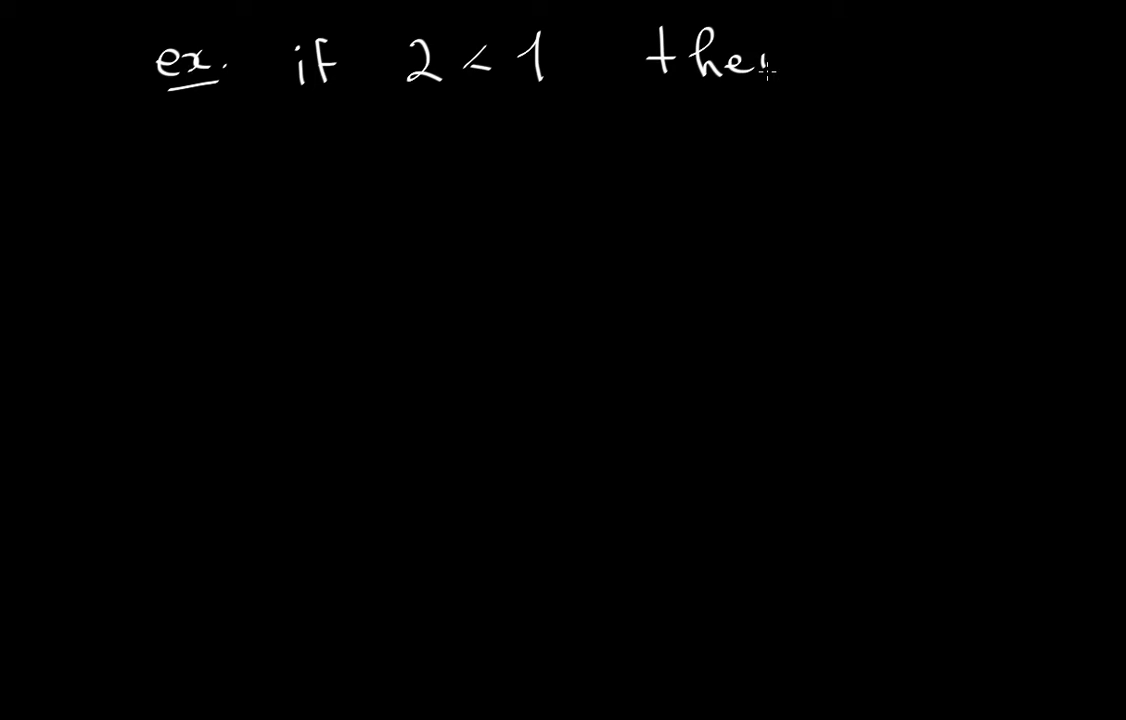 ex. if 2 < 1 the